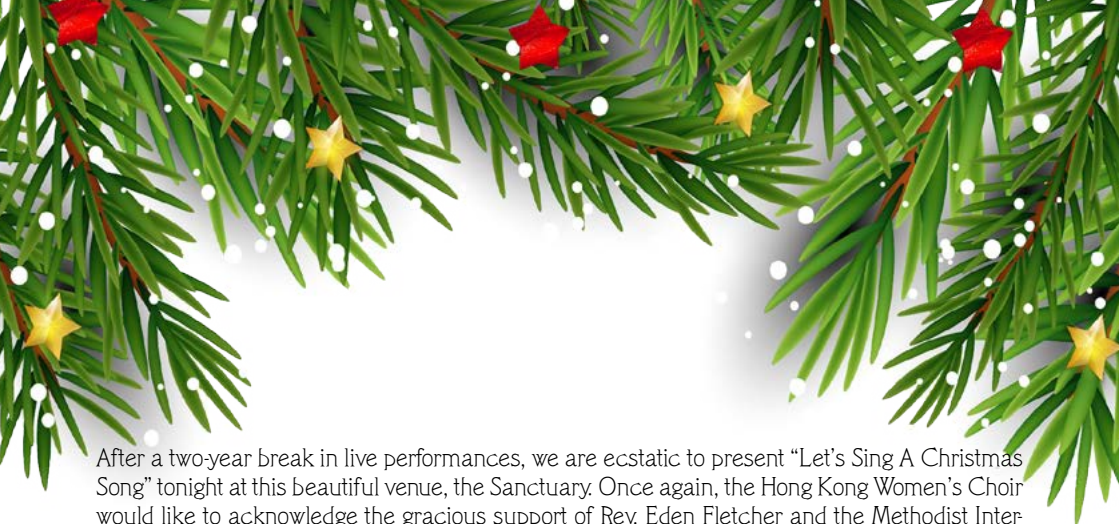 After a two-year break in live performances, we are ecstatic to present “Let’s Sing A Christmas
Song” tonight at this beautiful venue, the Sanctuary. Once again, the Hong Kong Women’s Choir
would like to acknowledge the gracious support of Rev. Eden Fletcher and the Methodist Inter-